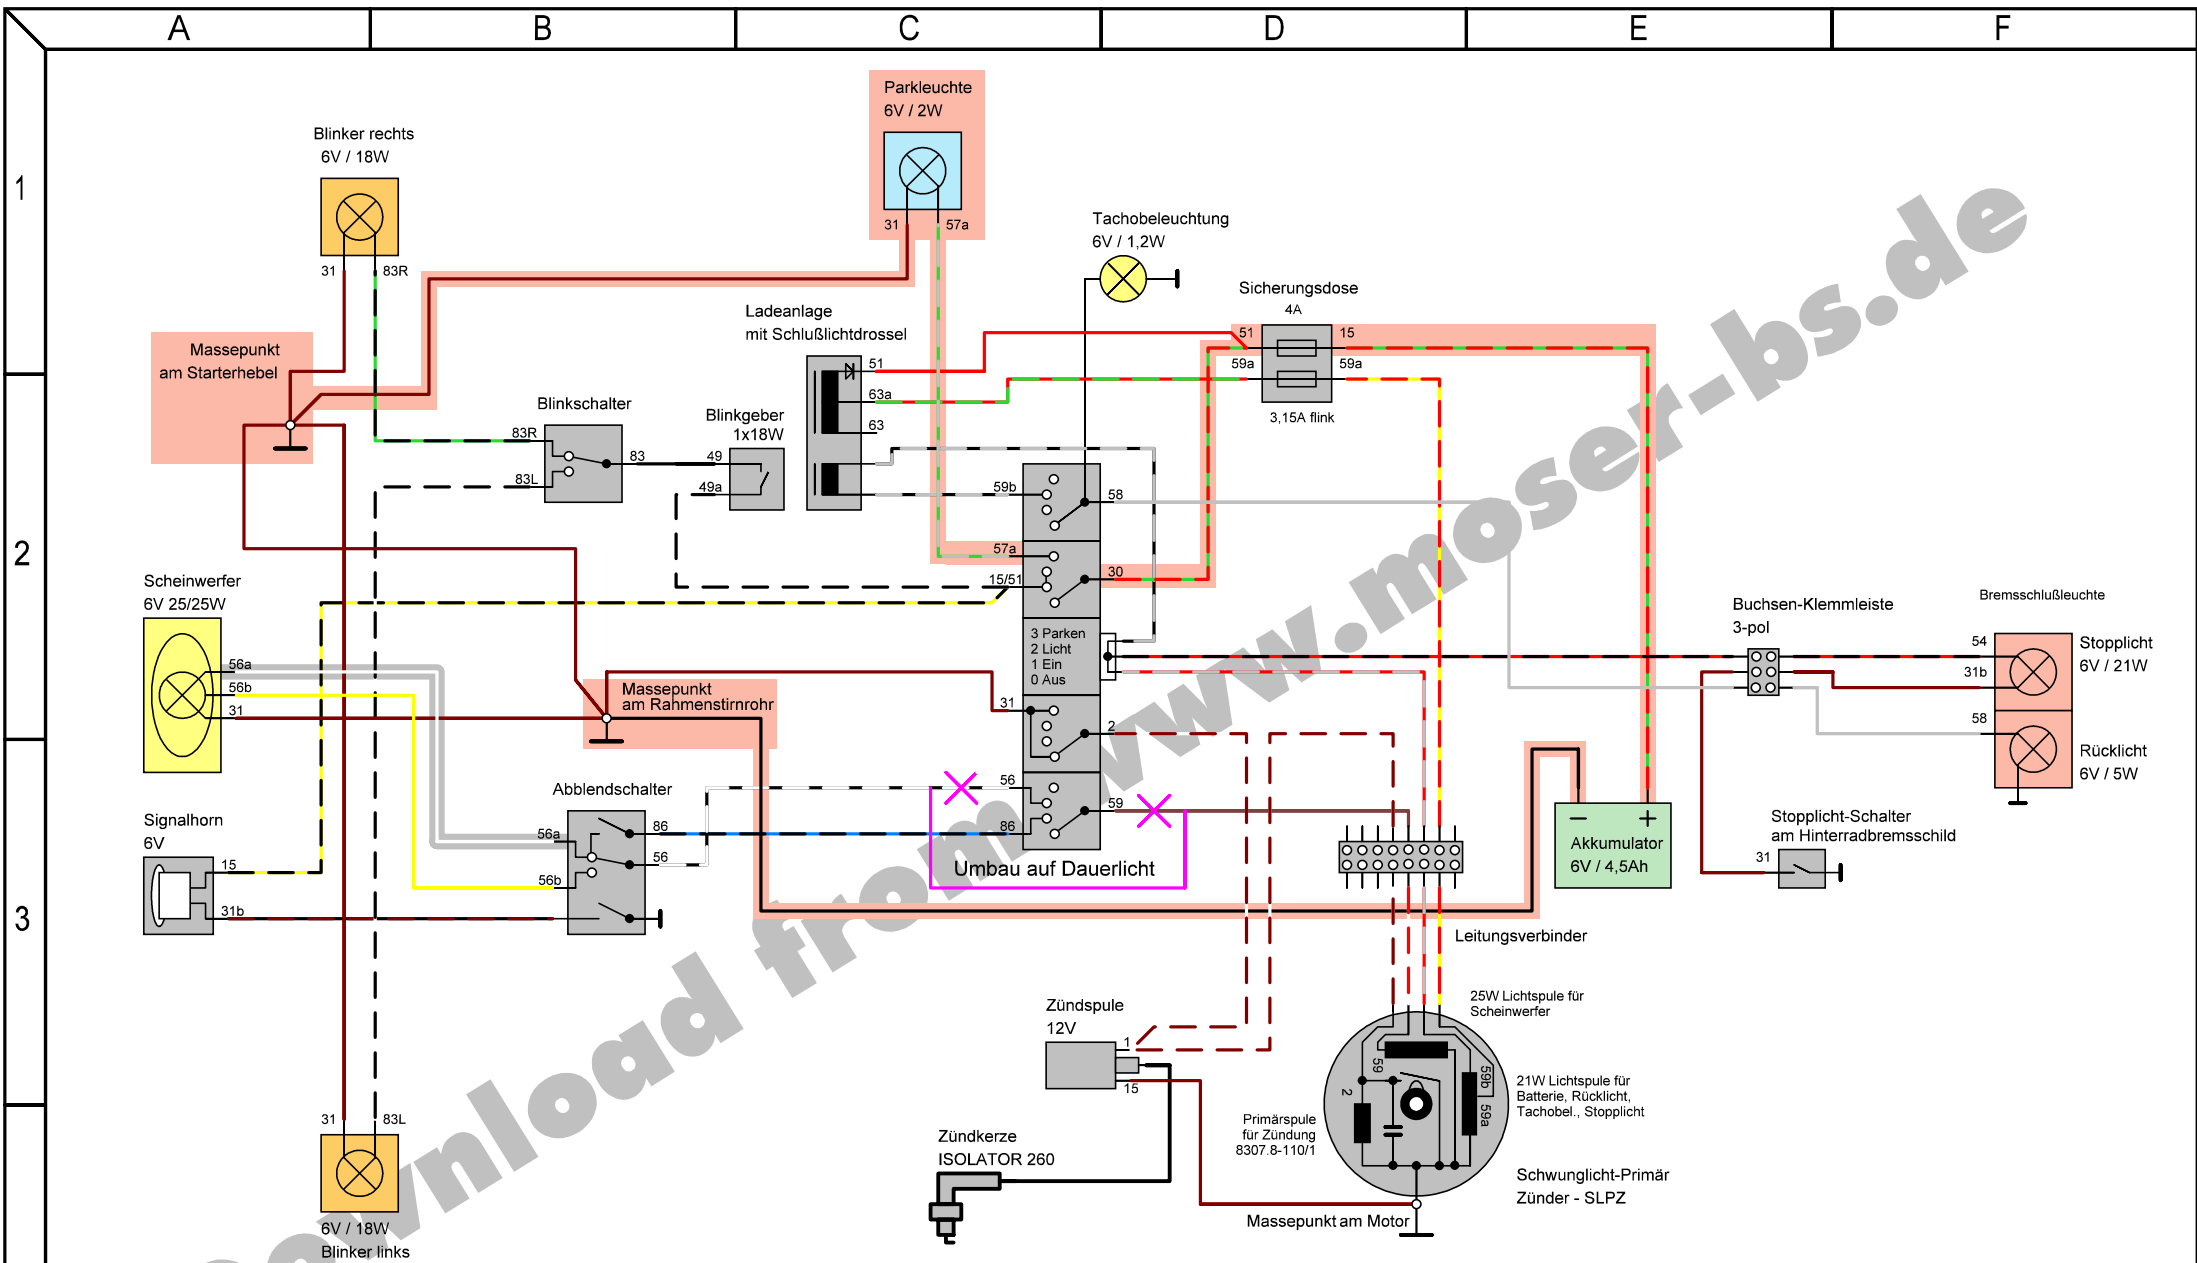 A B C D E F
1
2
3
Parkleuchte
6V / 2W
31 57a
Blinker rechts
6V / 18W
31 83R
Tachobeleuchtung
6V / 1,2W
Sicherungsdose
4A
51 15
59a 59a
3,15A flink
Ladeanlage
mit Schlußlichtdrossel
51
63a
63
Massepunkt
am Starterhebel
Blinkschalter
83R
83L
83
Blinkgeber
1x18W
49
49a
59b
58
57a
15/51
30
3 Parken
2 Licht
1 Ein
0 Aus
31
2
56
59
86
Umbau auf Dauerlicht
Scheinwerfer
6V 25/25W
56a
56b
31
Massepunkt
am Rahmenstirnrohr
Abblendschalter
56a
56b
86
56
Signalhorn
6V
15
31b
Buchsen-Klemmleiste
3-pol
Bremsschlußleuchte
54
31b
58
Stopplicht
6V / 21W
Rücklicht
6V / 5W
Stopplicht-Schalter
am Hinterradbremsschild
31
− +
Akkumulator
6V / 4,5Ah
Leitungsverbinder
Zündspule
12V
1
15
25W Lichtspule für
Scheinwerfer
59
2
59b
59a
21W Lichtspule für
Batterie, Rücklicht,
Tachobel., Stopplicht
Primärspule
für Zündung
8307.8-110/1
Schwunglicht-Primär
Zünder - SLPZ
Massepunkt am Motor
Zündkerze
ISOLATOR 260
31 83L
6V / 18W
Blinker links
Download from www.moser-bs.de